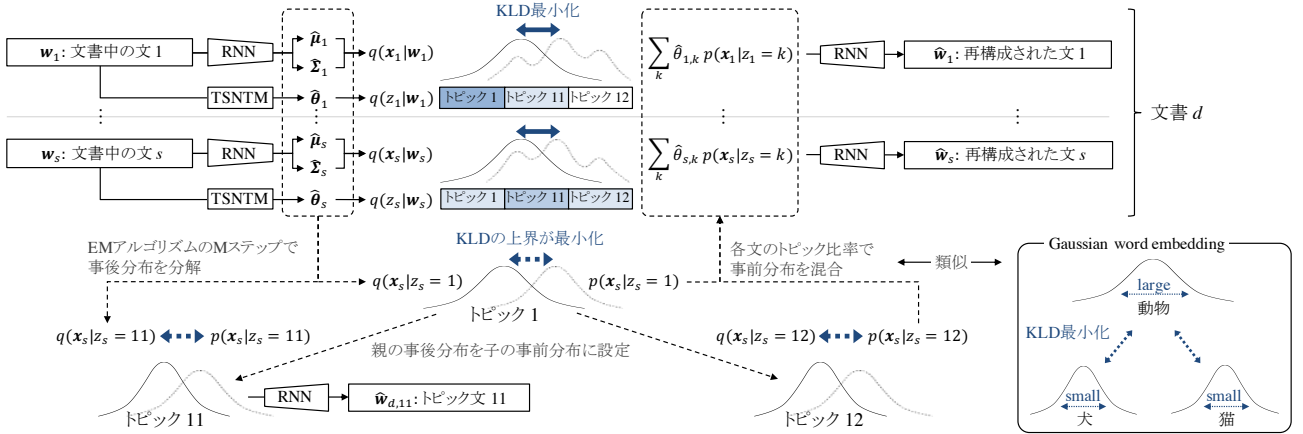 KLD最小化
w₁: 文書中の文 1
RNN
μ̂₁
Σ̂₁
q(x₁|w₁)
∑ₖ θ̂₁,ₖ p(x₁|z₁ = k)
RNN
ŵ₁: 再構成された文 1
TSNTM
θ̂₁
q(z₁|w₁)
トピック 1
トピック 11
トピック 12
⋮
⋮
⋮
⋮
⋮
文書 d
wₛ: 文書中の文 s
RNN
μ̂ₛ
Σ̂ₛ
q(xₛ|wₛ)
∑ₖ θ̂ₛ,ₖ p(xₛ|zₛ = k)
RNN
ŵₛ: 再構成された文 s
TSNTM
θ̂ₛ
q(zₛ|wₛ)
トピック 1
トピック 11
トピック 12
EMアルゴリズムのMステップで
事後分布を分解
KLDの上界が最小化
各文のトピック比率で
事前分布を混合
類似
Gaussian word embedding
q(xₛ|zₛ = 1)
p(xₛ|zₛ = 1)
トピック 1
large
動物
q(xₛ|zₛ = 11)
p(xₛ|zₛ = 11)
親の事後分布を子の事前分布に設定
q(xₛ|zₛ = 12)
p(xₛ|zₛ = 12)
KLD最小化
RNN
ŵ_{d,11}: トピック文 11
トピック 11
トピック 12
small
犬
small
猫